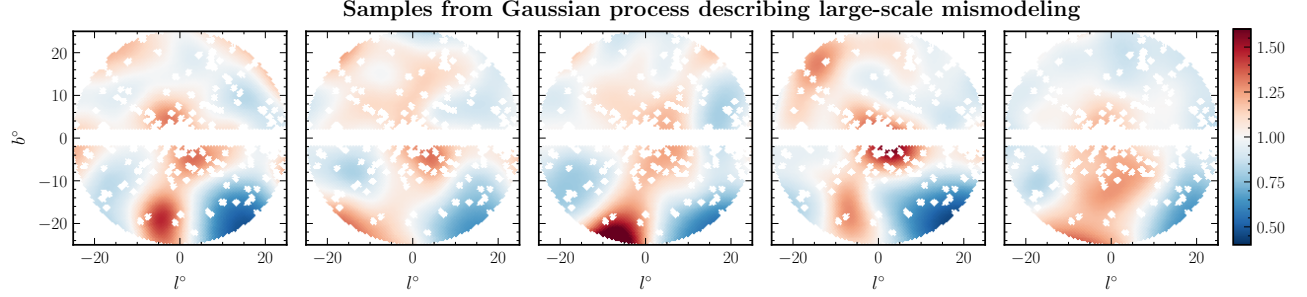 Samples from Gaussian process describing large-scale mismodeling
20
10
0
−10
−20
b°
−20 0 20
−20 0 20
−20 0 20
−20 0 20
−20 0 20
l° l° l° l° l°
1.50
1.25
1.00
0.75
0.50